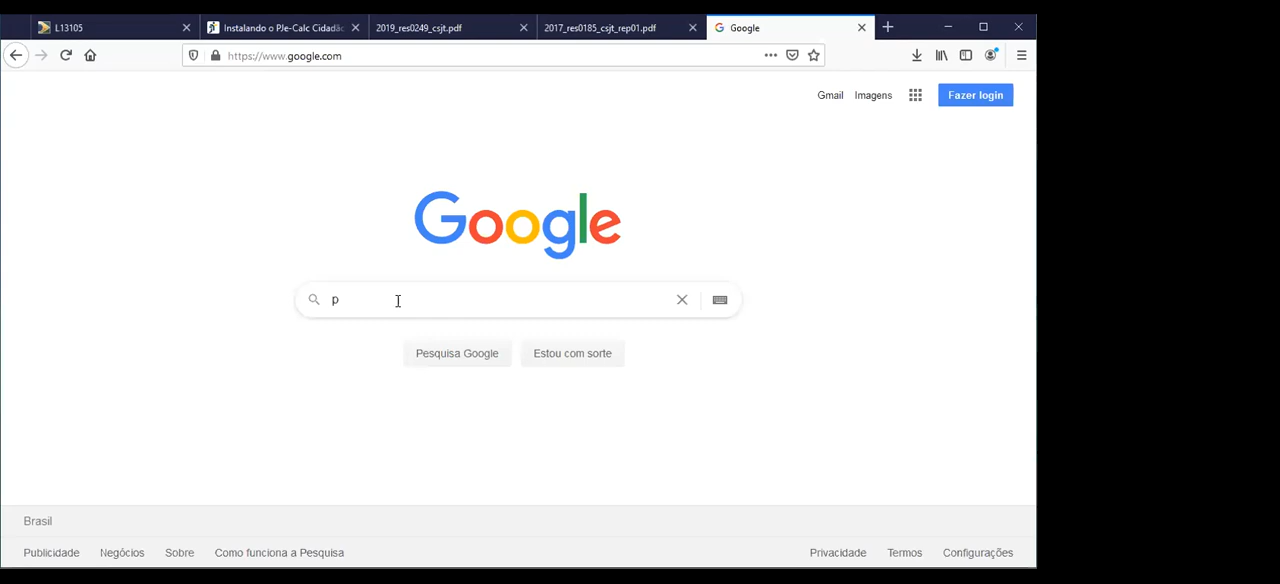 L13105
Instalando o PJe-Calc Cidadão
2019_res0249_csjt.pdf
2017_res0185_csjt_rep01.pdf
Google
https://www.google.com
Gmail Imagens Fazer login
Google
p
Pesquisa Google Estou com sorte
Brasil
Publicidade Negócios Sobre Como funciona a Pesquisa Privacidade Termos Configurações